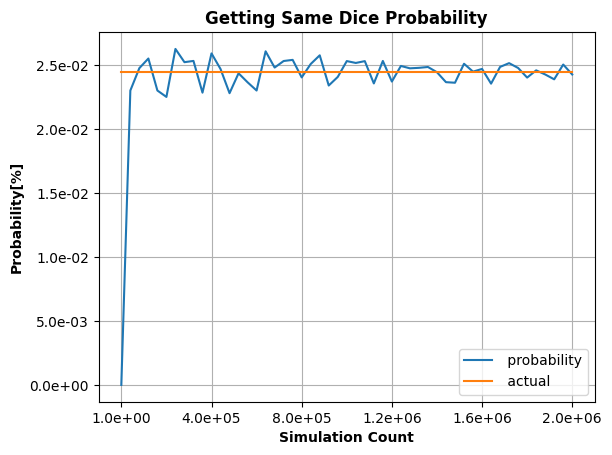 Getting Same Dice Probability
Probability[%]
2.5e-02
2.0e-02
1.5e-02
1.0e-02
5.0e-03
0.0e+00
probability
actual
1.0e+00 4.0e+05 8.0e+05 1.2e+06 1.6e+06 2.0e+06
Simulation Count